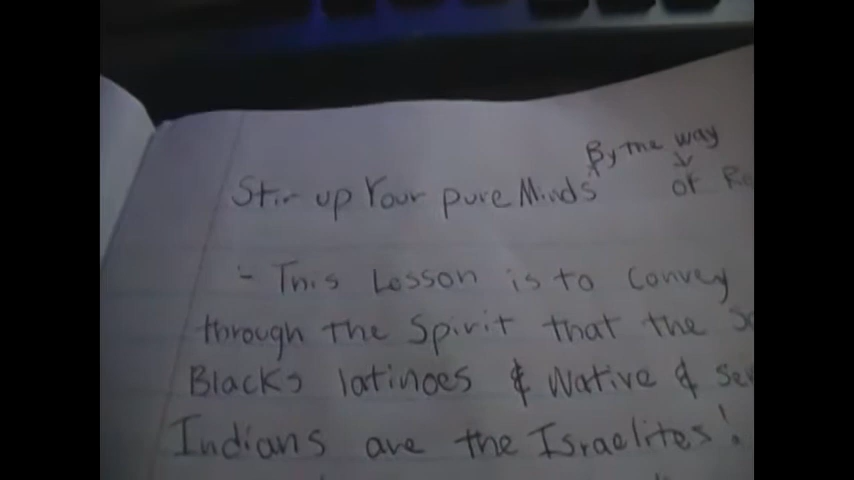 By the way
Stir up Your pure Minds of
- This Lesson is to convey
through the Spirit that the
Blacks latinoes & Native &
Indians are the Israelites!